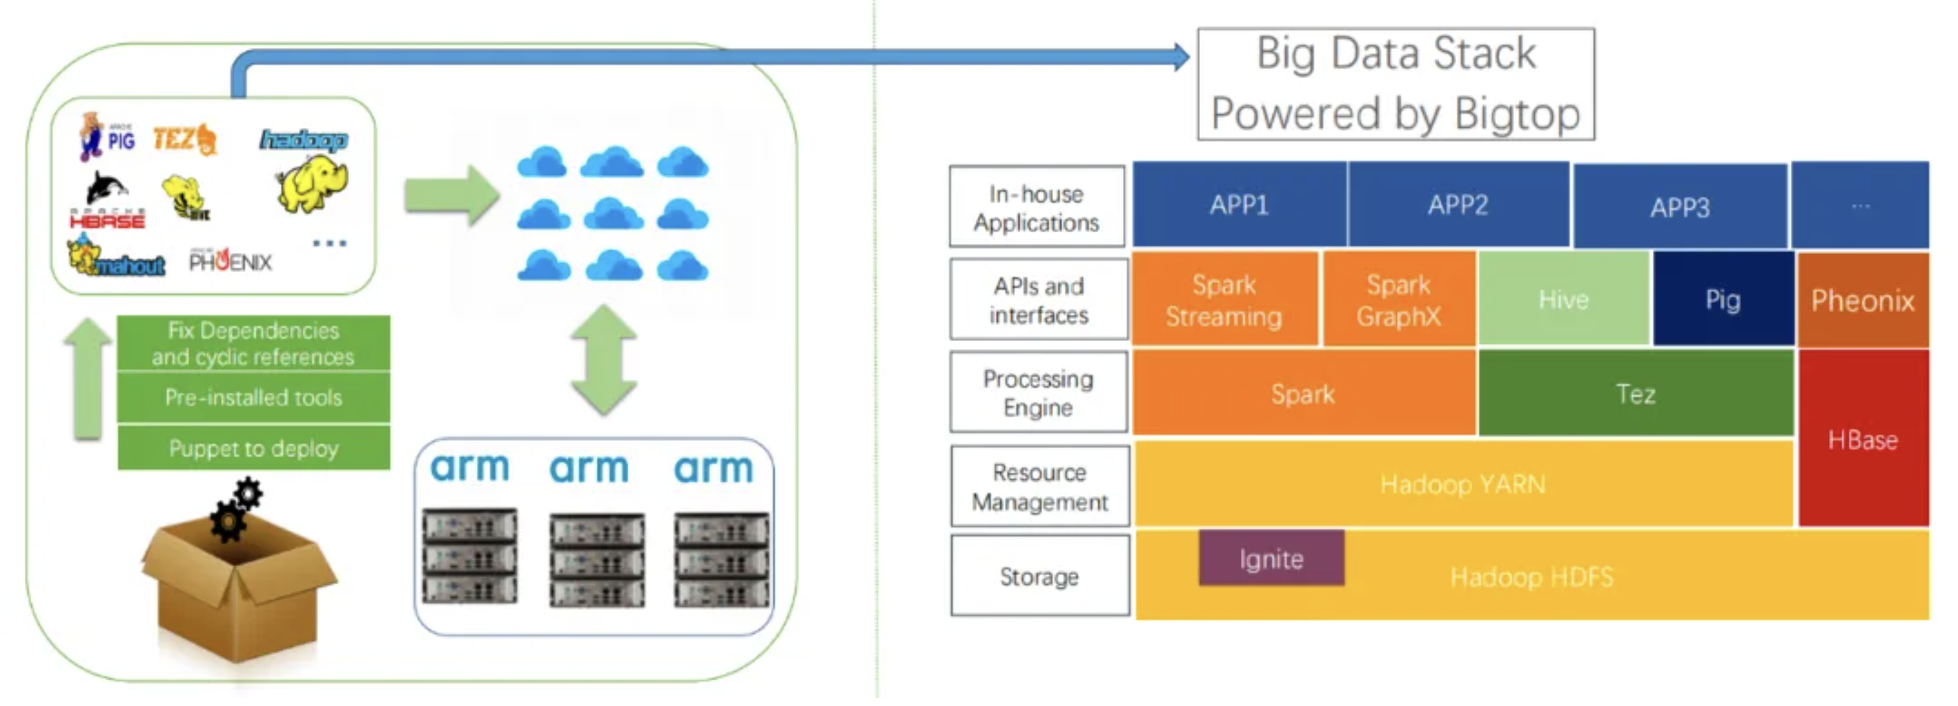 APACHE
PIG
TEZ
hadoop
APACHE
HBASE
HIVE
mahout
PHOENIX
...
Fix Dependencies
and cyclic references
Pre-installed tools
Puppet to deploy
arm
arm
arm
Big Data Stack
Powered by Bigtop
In-house
Applications
APP1
APP2
APP3
...
APIs and
interfaces
Spark
Streaming
Spark
GraphX
Hive
Pig
Pheonix
Processing
Engine
Spark
Tez
HBase
Resource
Management
Hadoop YARN
Storage
Ignite
Hadoop HDFS